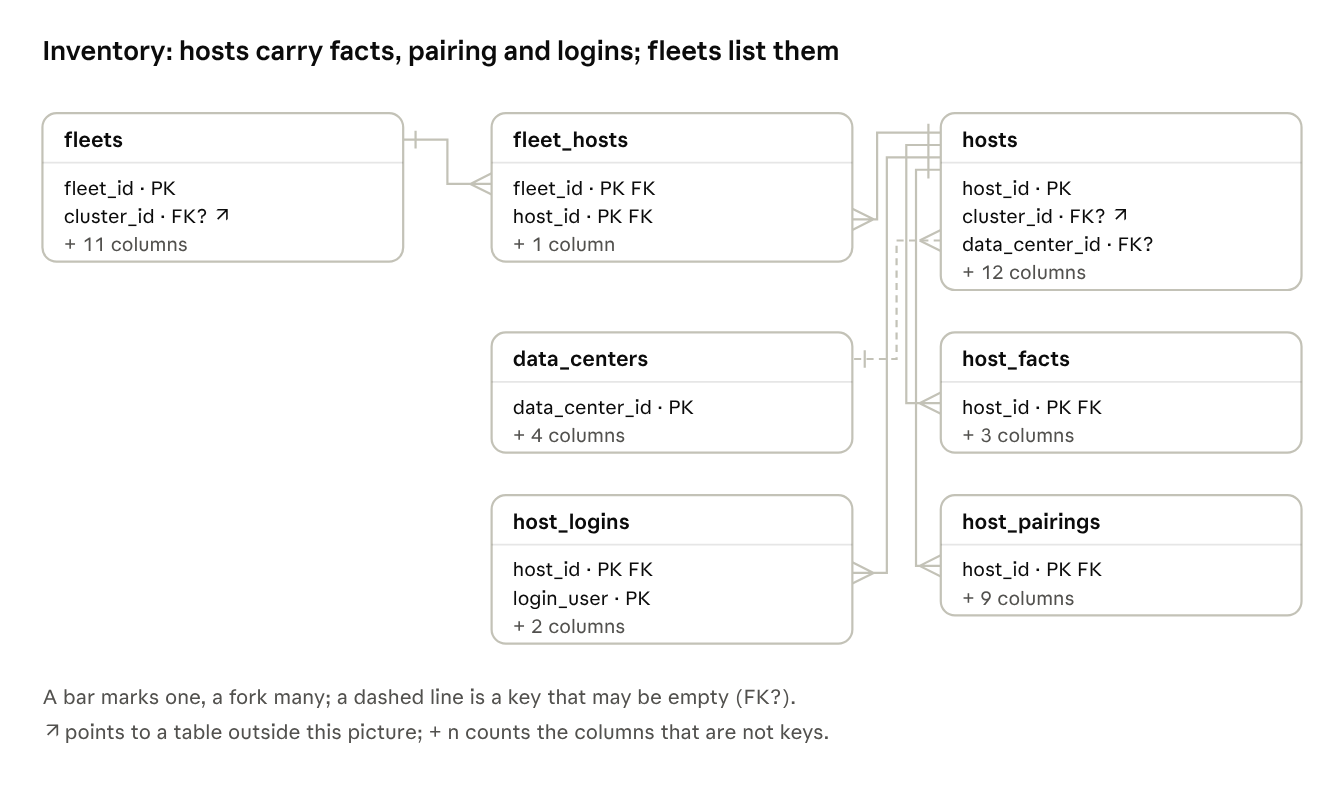 Inventory: hosts carry facts, pairing and logins; fleets list them
fleets
fleet_id · PK
cluster_id · FK? ↗
+ 11 columns
fleet_hosts
fleet_id · PK FK
host_id · PK FK
+ 1 column
hosts
host_id · PK
cluster_id · FK? ↗
data_center_id · FK?
+ 12 columns
data_centers
data_center_id · PK
+ 4 columns
host_facts
host_id · PK FK
+ 3 columns
host_logins
host_id · PK FK
login_user · PK
+ 2 columns
host_pairings
host_id · PK FK
+ 9 columns
A bar marks one, a fork many; a dashed line is a key that may be empty (FK?).
↗ points to a table outside this picture; + n counts the columns that are not keys.